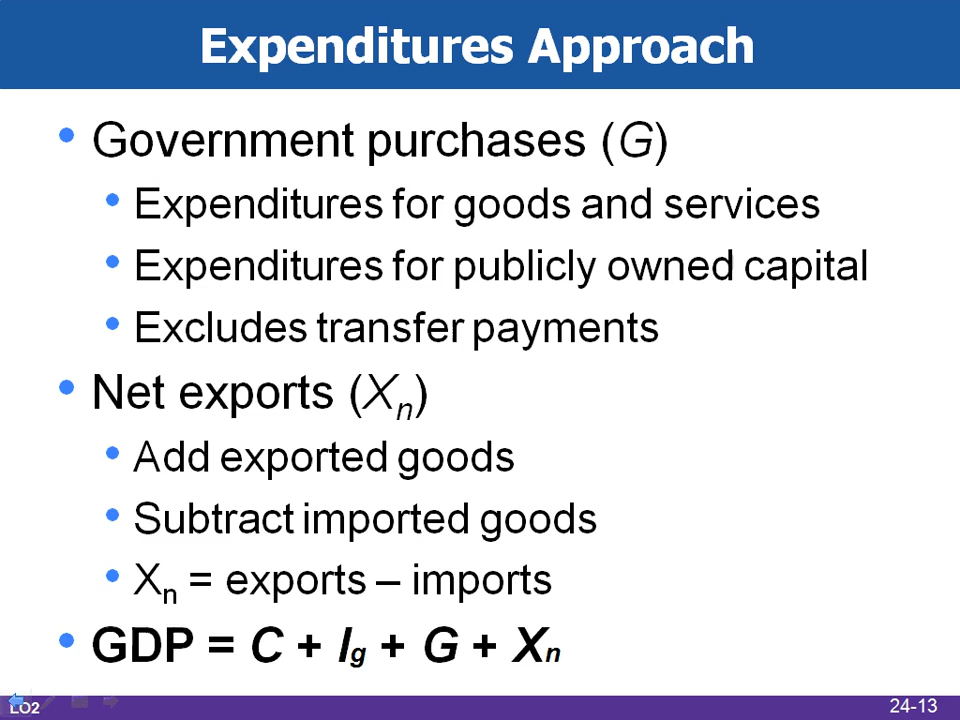 Expenditures Approach
• Government purchases (G)
• Expenditures for goods and services
• Expenditures for publicly owned capital
• Excludes transfer payments
• Net exports (Xn)
• Add exported goods
• Subtract imported goods
• Xn = exports – imports
• GDP = C + Ig + G + Xn
LO2
24-13